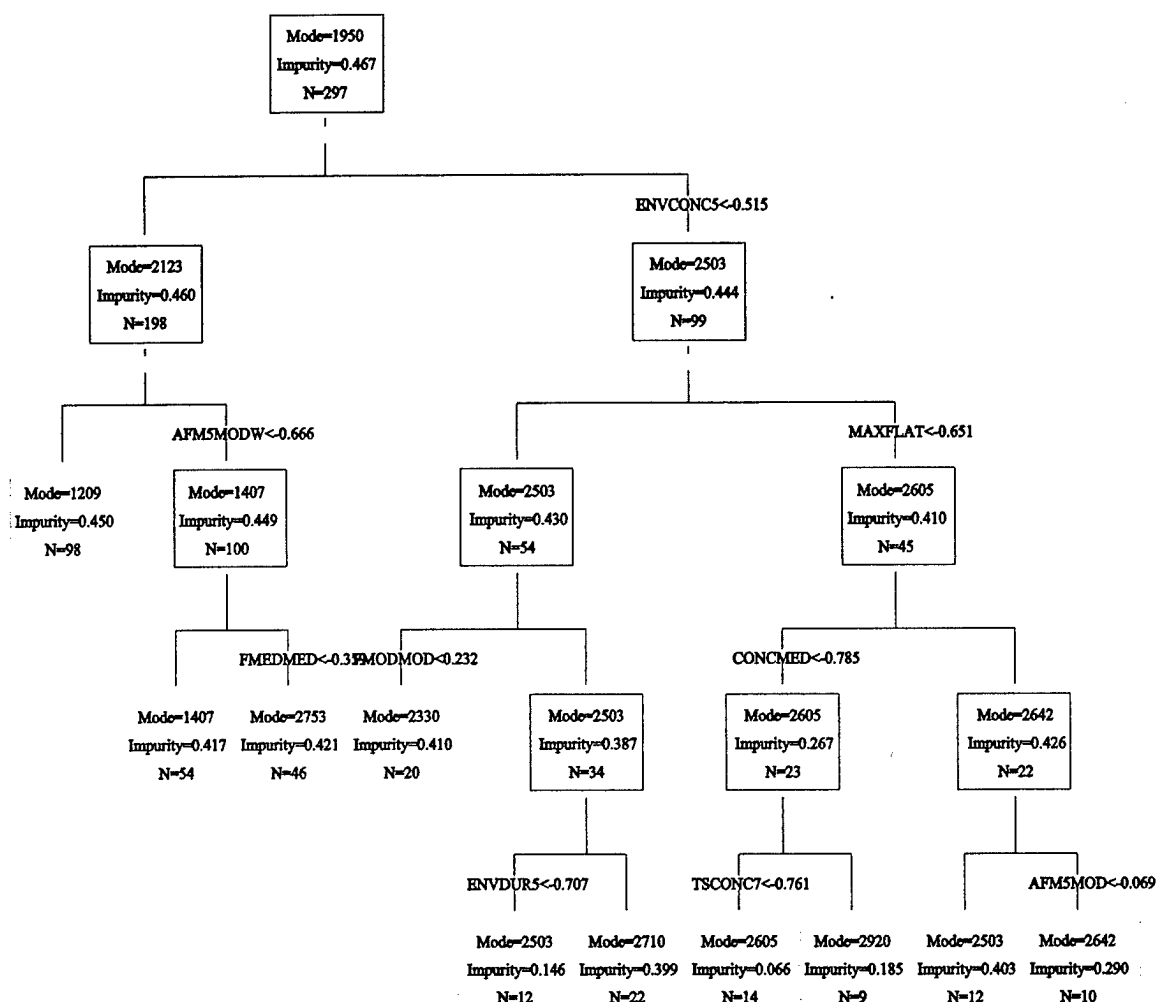 Mode=1950
Impurity=0.467
N=297
ENVCONC5<-0.515
Mode=2123
Impurity=0.460
N=198
Mode=2503
Impurity=0.444
N=99
AFM5MODW<-0.666
MAXFLAT<-0.651
Mode=1209
Impurity=0.450
N=98
Mode=1407
Impurity=0.449
N=100
Mode=2503
Impurity=0.430
N=54
Mode=2605
Impurity=0.410
N=45
FMEDMED<-0.35
FMODMOD<0.232
CONCMED<-0.785
Mode=1407
Impurity=0.417
N=54
Mode=2753
Impurity=0.421
N=46
Mode=2330
Impurity=0.410
N=20
Mode=2503
Impurity=0.387
N=34
Mode=2605
Impurity=0.267
N=23
Mode=2642
Impurity=0.426
N=22
ENVDUR5<-0.707
TSCONC7<-0.761
AFM5MOD<-0.069
Mode=2503
Impurity=0.146
N=12
Mode=2710
Impurity=0.399
N=22
Mode=2605
Impurity=0.066
N=14
Mode=2920
Impurity=0.185
N=9
Mode=2503
Impurity=0.403
N=12
Mode=2642
Impurity=0.290
N=10